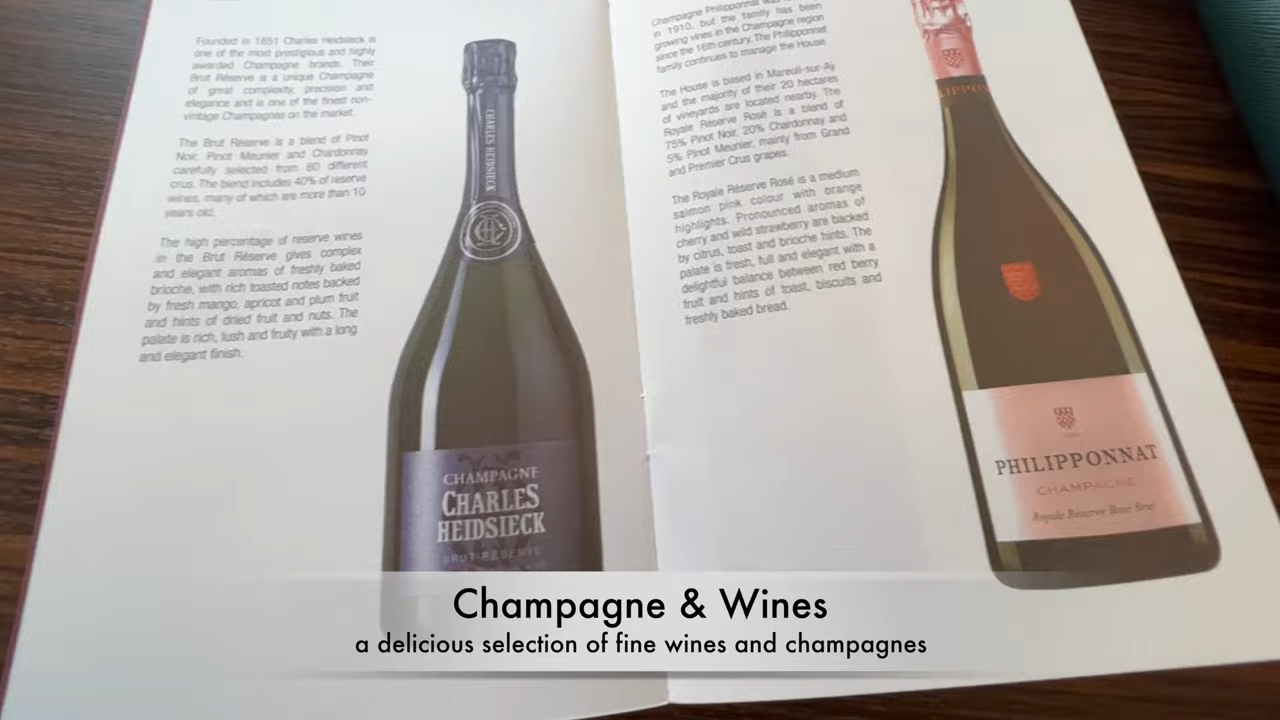 Founded in 1851 Charles Heidsieck is
one of the most prestigious and highly
awarded Champagne brands. Their
Brut Réserve is a unique Champagne
of great complexity, precision and
elegance and is one of the finest non-
vintage Champagnes on the market.
The Brut Réserve is a blend of Pinot
Noir, Pinot Meunier and Chardonnay
carefully selected from 60 different
crus. The blend includes 40% of reserve
wines, many of which are more than 10
years old.
The high percentage of reserve wines
in the Brut Réserve gives complex
and elegant aromas of freshly baked
brioche, with rich toasted notes backed
by fresh mango, apricot and plum fruit
and hints of dried fruit and nuts. The
palate is rich, lush and fruity with a long
and elegant finish.
CHARLES HEIDSIECK
CHAMPAGNE
CHARLES
HEIDSIECK
BRUT RÉSERVE
Champagne Philipponnat was
in 1910, but the family has been
growing vines in the Champagne region
since the 16th century. The Philipponnat
family continues to manage the House
The House is based in Mareuil-sur-Ay
and the majority of their 20 hectares
of vineyards are located nearby. The
Royale Réserve Rosé is a blend of
75% Pinot Noir, 20% Chardonnay and
5% Pinot Meunier, mainly from Grand
and Premier Crus grapes.
The Royale Réserve Rosé is a medium
salmon pink colour with orange
highlights. Pronounced aromas of
cherry and wild strawberry are backed
by citrus, toast and brioche hints. The
palate is fresh, full and elegant with a
delightful balance between red berry
fruit and hints of toast, biscuits and
freshly baked bread.
LIPPO
PHILIPPONNAT
CHAMPAGNE
Royale Réserve Rosé Brut
Champagne & Wines
a delicious selection of fine wines and champagnes